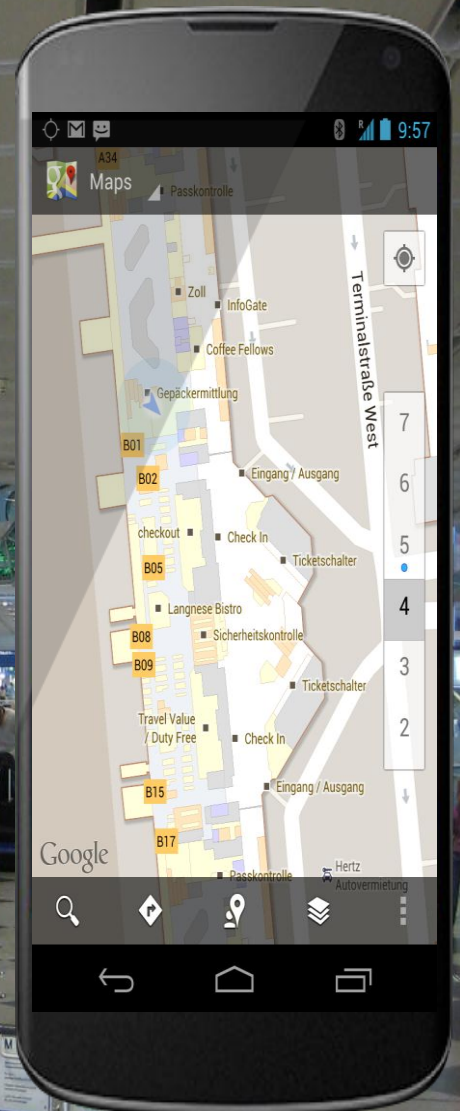 9:57
A34
Maps
Passkontrolle
Zoll
InfoGate
Coffee Fellows
Terminalstraße West
Gepäckermittlung
7
B01
B02
Eingang / Ausgang
6
checkout
Check In
5
B05
Ticketschalter
4
Langnese Bistro
B08
Sicherheitskontrolle
B09
3
Ticketschalter
Travel Value
/ Duty Free
Check In
2
B15
Eingang / Ausgang
B17
Google
Passkontrolle
Hertz
Autovermietung
M